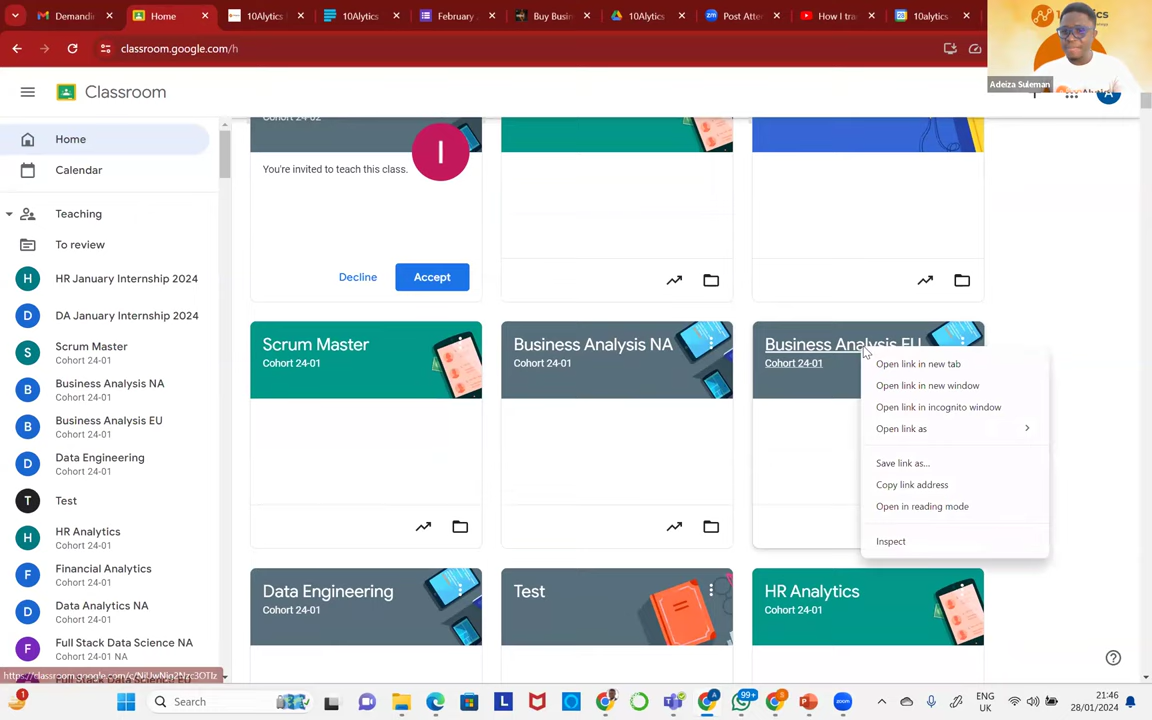 Demandin
Home
10Alytics
10Alytics
February
Buy Busin
10Alytics
Post Atte
How I tra
10alytics
classroom.google.com/h
Adeiza Suleman
Classroom
Home
Calendar
Teaching
To review
H
HR January Internship 2024
D
DA January Internship 2024
S
Scrum Master
Cohort 24-01
B
Business Analysis NA
Cohort 24-01
B
Business Analysis EU
Cohort 24-01
D
Data Engineering
Cohort 24-01
T
Test
H
HR Analytics
Cohort 24-01
F
Financial Analytics
Cohort 24-01
D
Data Analytics NA
Cohort 24-01
F
Full Stack Data Science NA
Cohort 24-01 NA
Cohort 24-02
I
You're invited to teach this class.
Decline
Accept
Scrum Master
Cohort 24-01
Business Analysis NA
Cohort 24-01
Business Analysis EU
Cohort 24-01
Open link in new tab
Open link in new window
Open link in incognito window
Open link as
Save link as...
Copy link address
Open in reading mode
Inspect
Data Engineering
Cohort 24-01
Test
HR Analytics
Cohort 24-01
Search
99+
ENG
UK
21:46
28/01/2024